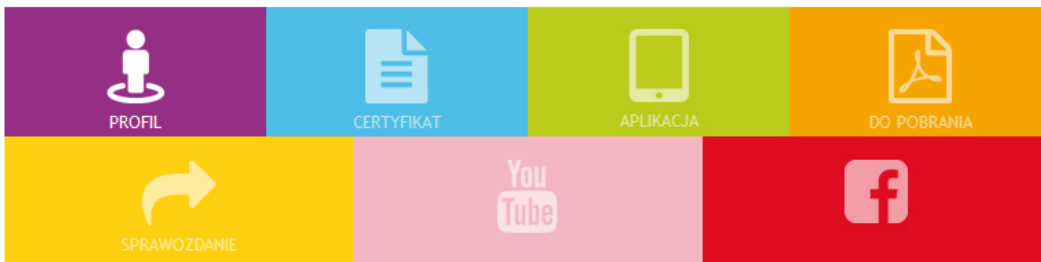 PROFIL
CERTYFIKAT
APLIKACJA
DO POBRANIA
SPRAWOZDANIE
You
Tube
f